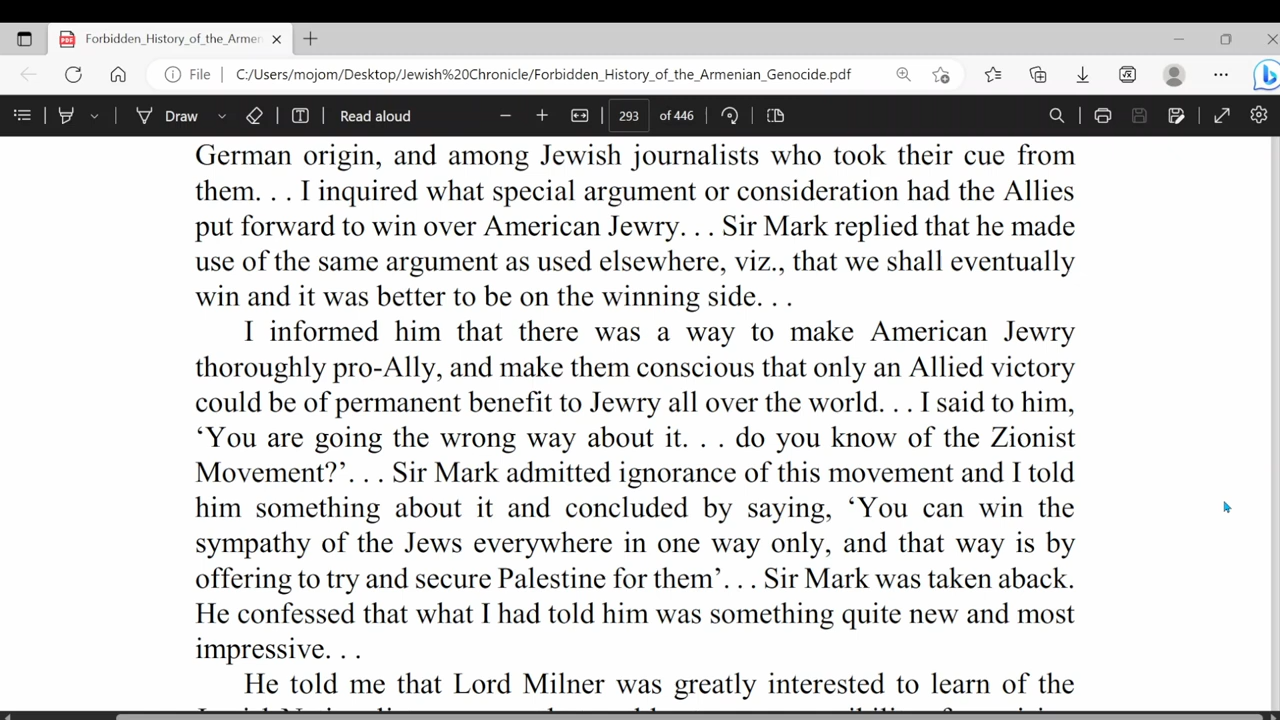 Forbidden_History_of_the_Armen
File C:/Users/mojom/Desktop/Jewish%20Chronicle/Forbidden_History_of_the_Armenian_Genocide.pdf
Draw Read aloud 293 of 446
German origin, and among Jewish journalists who took their cue from
them. . . I inquired what special argument or consideration had the Allies
put forward to win over American Jewry. . . Sir Mark replied that he made
use of the same argument as used elsewhere, viz., that we shall eventually
win and it was better to be on the winning side. . .
I informed him that there was a way to make American Jewry
thoroughly pro-Ally, and make them conscious that only an Allied victory
could be of permanent benefit to Jewry all over the world. . . I said to him,
‘You are going the wrong way about it. . . do you know of the Zionist
Movement?’. . . Sir Mark admitted ignorance of this movement and I told
him something about it and concluded by saying, ‘You can win the
sympathy of the Jews everywhere in one way only, and that way is by
offering to try and secure Palestine for them’. . . Sir Mark was taken aback.
He confessed that what I had told him was something quite new and most
impressive. . .
He told me that Lord Milner was greatly interested to learn of the